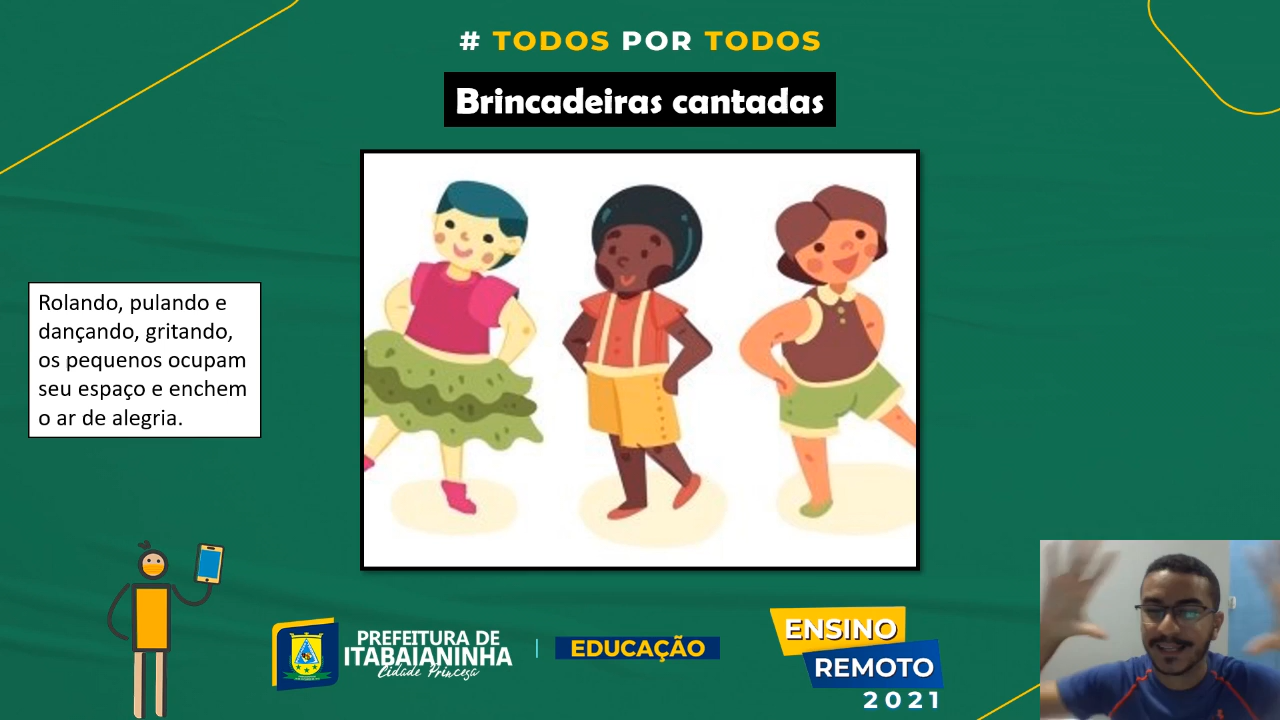 # TODOS POR TODOS
Brincadeiras cantadas
Rolando, pulando e
dançando, gritando,
os pequenos ocupam
seu espaço e enchem
o ar de alegria.
PREFEITURA DE
ITABAIANINHA
Cidade Princesa
EDUCAÇÃO
ENSINO
REMOTO
2021